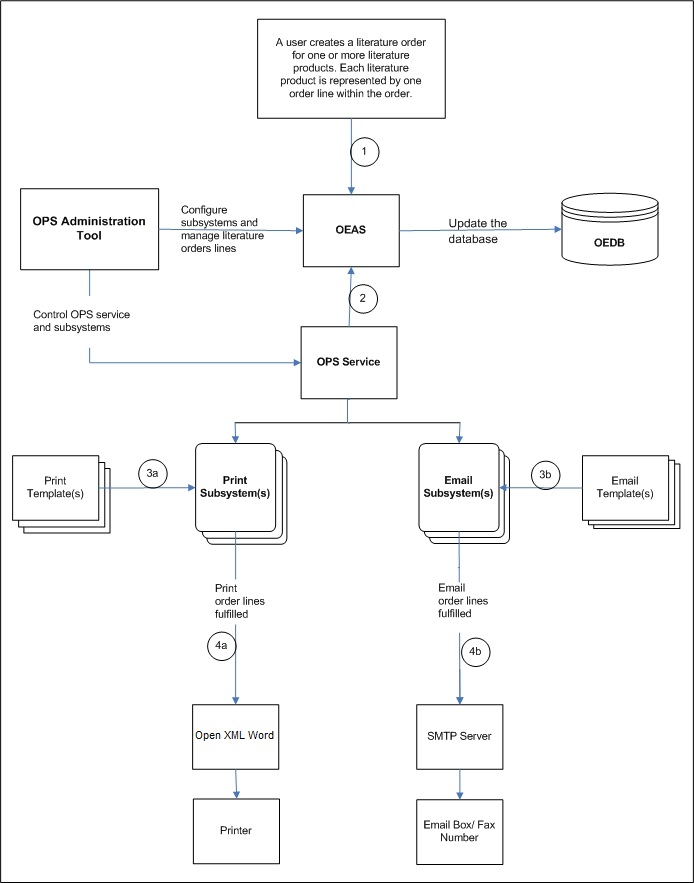 A user creates a literature order
for one or more literature
products. Each literature
product is represented by one
order line within the order.
1
OPS Administration
Tool
Configure
subsystems and
manage literature
orders lines
OEAS
Update the
database
OEDB
2
Control OPS service
and subsystems
OPS Service
Print
Template(s)
3a
Print
Subsystem(s)
Email
Subsystem(s)
3b
Email
Template(s)
Print
order lines
fulfilled
Email
order lines
fulfilled
4a
4b
Open XML Word
SMTP Server
Printer
Email Box/ Fax
Number